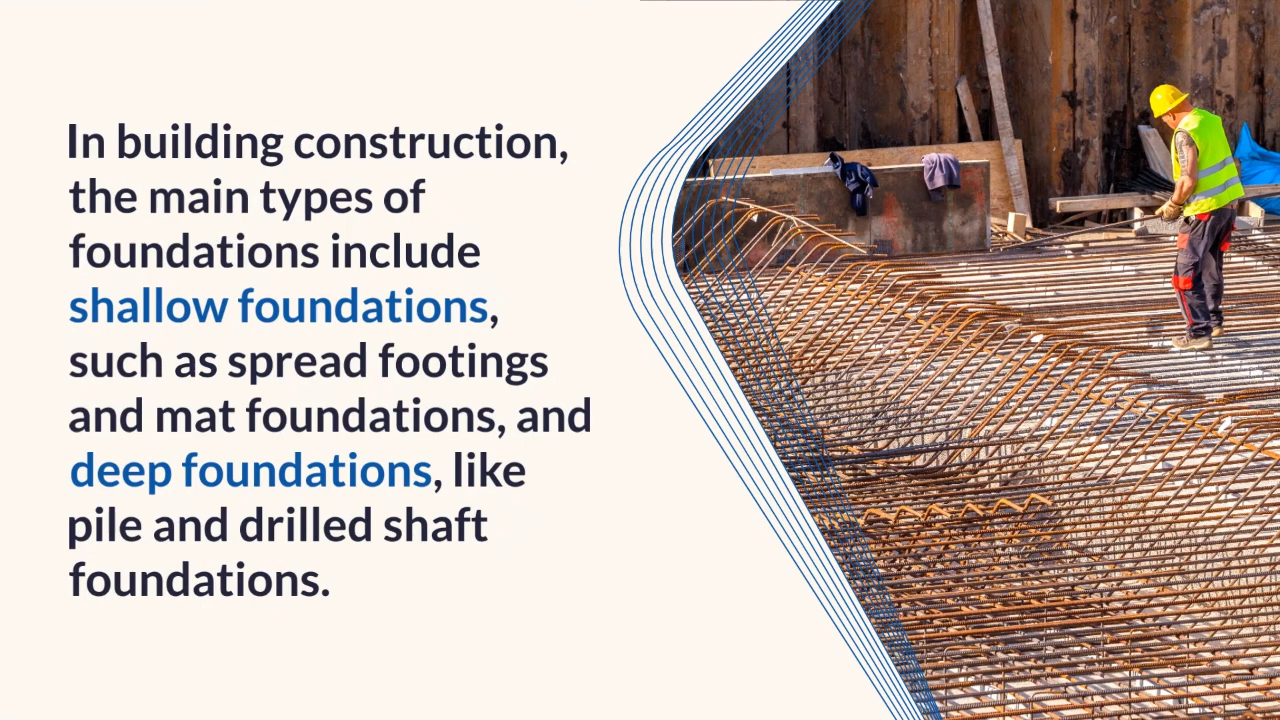 In building construction,
the main types of
foundations include
shallow foundations,
such as spread footings
and mat foundations, and
deep foundations, like
pile and drilled shaft
foundations.